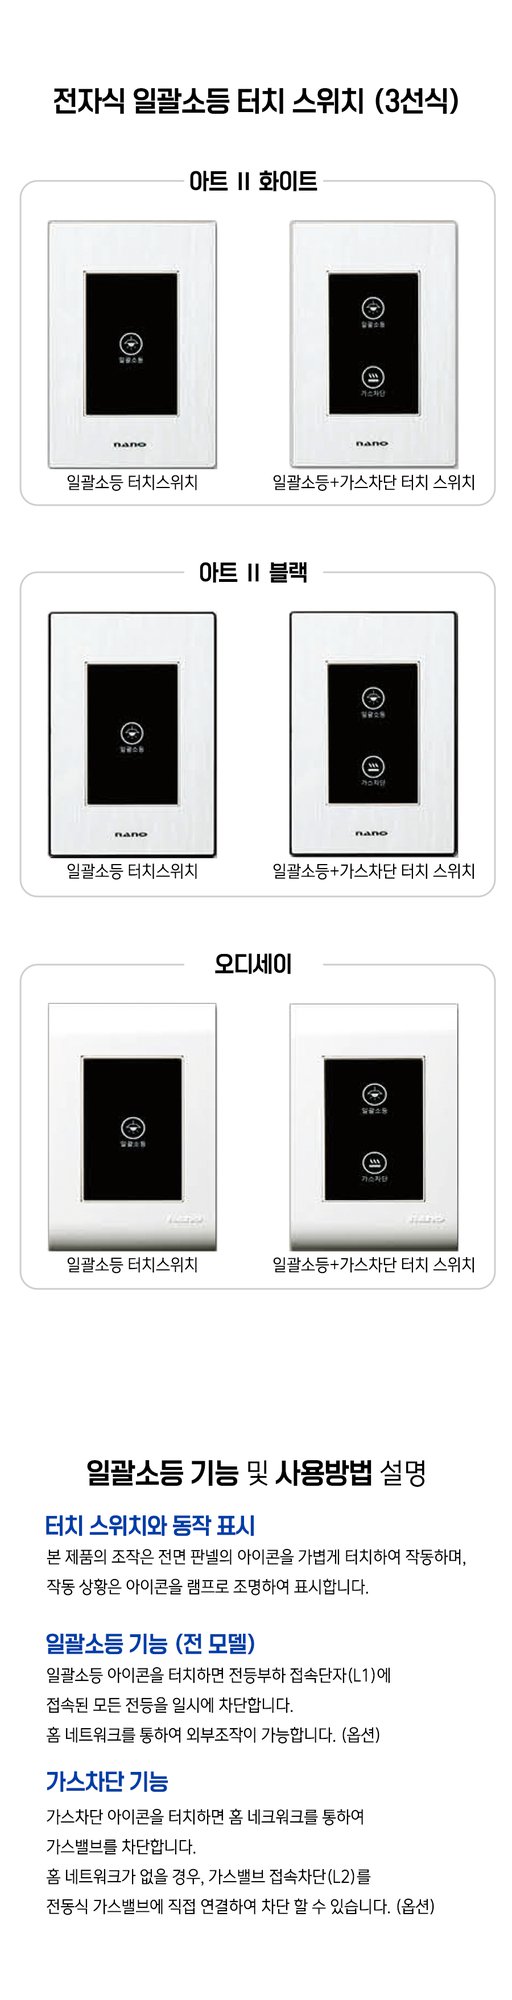 전자식 일괄소등 터치 스위치 (3선식)
아트 II 화이트
일괄소등
일괄소등
가스차단
nano
nano
일괄소등 터치스위치
일괄소등+가스차단 터치 스위치
아트 II 블랙
일괄소등
일괄소등
가스차단
nano
nano
일괄소등 터치스위치
일괄소등+가스차단 터치 스위치
오디세이
일괄소등
일괄소등
가스차단
nano
nano
일괄소등 터치스위치
일괄소등+가스차단 터치 스위치
일괄소등 기능 및 사용방법 설명
터치 스위치와 동작 표시
본 제품의 조작은 전면 판넬의 아이콘을 가볍게 터치하여 작동하며,
작동 상황은 아이콘을 램프로 조명하여 표시합니다.
일괄소등 기능 (전 모델)
일괄소등 아이콘을 터치하면 전등부하 접속단자(L1)에
접속된 모든 전등을 일시에 차단합니다.
홈 네트워크를 통하여 외부조작이 가능합니다. (옵션)
가스차단 기능
가스차단 아이콘을 터치하면 홈 네크워크를 통하여
가스밸브를 차단합니다.
홈 네트워크가 없을 경우, 가스밸브 접속차단(L2)를
전동식 가스밸브에 직접 연결하여 차단 할 수 있습니다. (옵션)